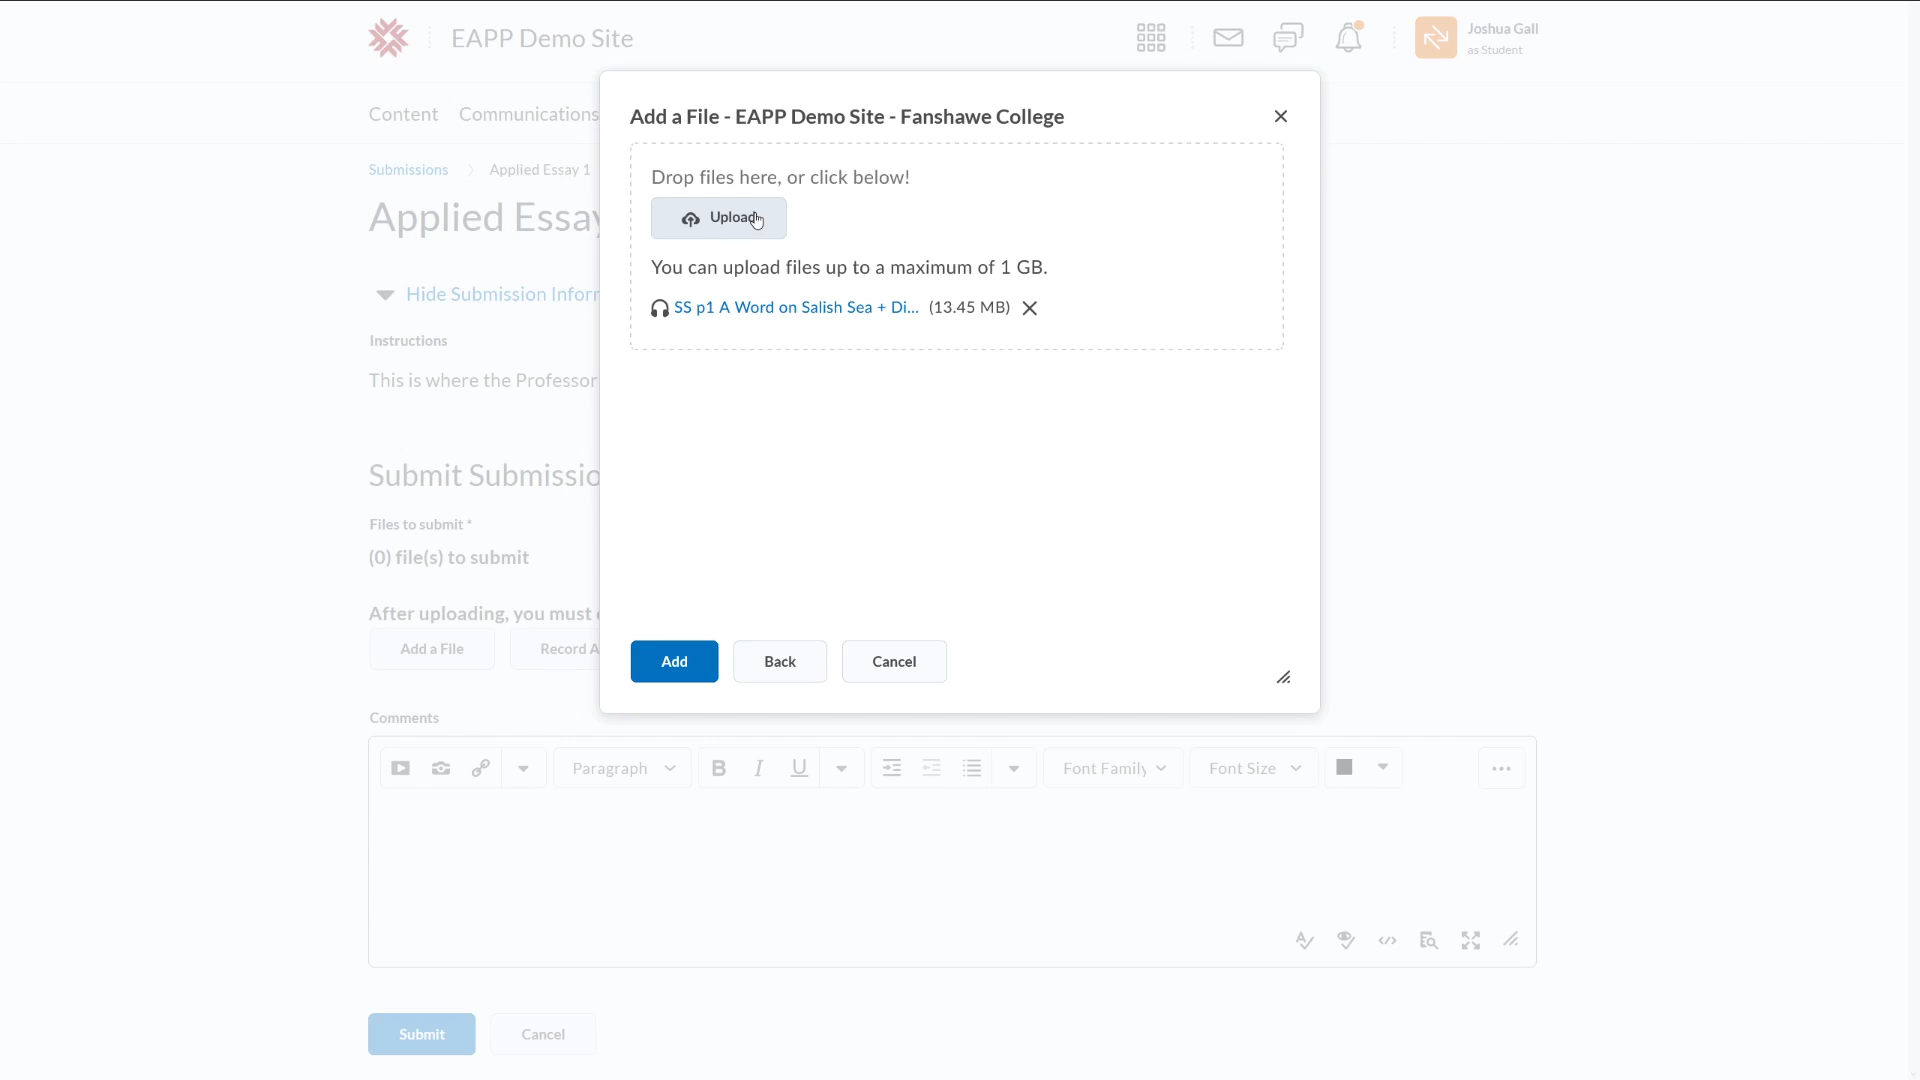 EAPP Demo Site
Joshua Gall
as Student
Content Communications
Submissions Applied Essay 1
Applied Essay
Hide Submission Infor
Instructions
This is where the Professor
Submit Submissio
Files to submit *
(0) file(s) to submit
After uploading, you must
Add a File Record A
Comments
Paragraph B I U Font Family Font Size
Submit Cancel
Add a File - EAPP Demo Site - Fanshawe College
Drop files here, or click below!
Upload
You can upload files up to a maximum of 1 GB.
SS p1 A Word on Salish Sea + Di... (13.45 MB)
Add Back Cancel